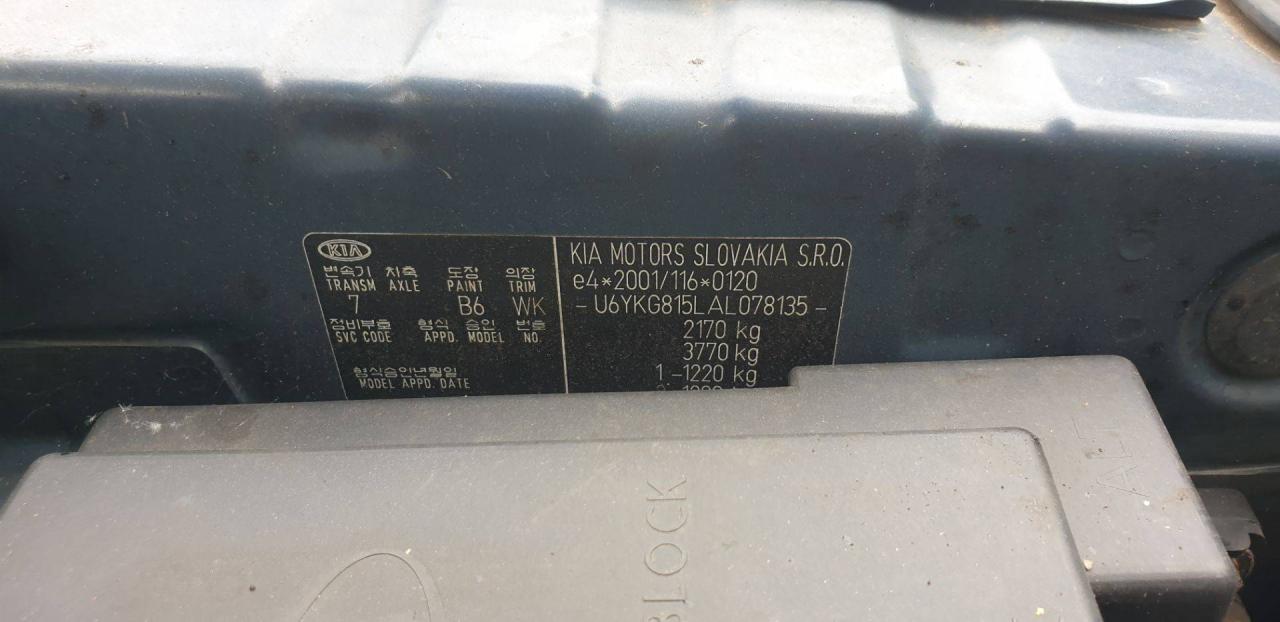 KIA
변속기 차축 도장 의장
TRANSM AXLE PAINT TRIM
7 B6 WK
정비부호 형식 승인 번호
SVC CODE APPD. MODEL NO.
형식승인년월일
MODEL APPD. DATE
KIA MOTORS SLOVAKIA S.R.O.
e4*2001/116*0120
- U6YKG815LAL078135 -
2170 kg
3770 kg
1 - 1220 kg
BLOCK
ALT